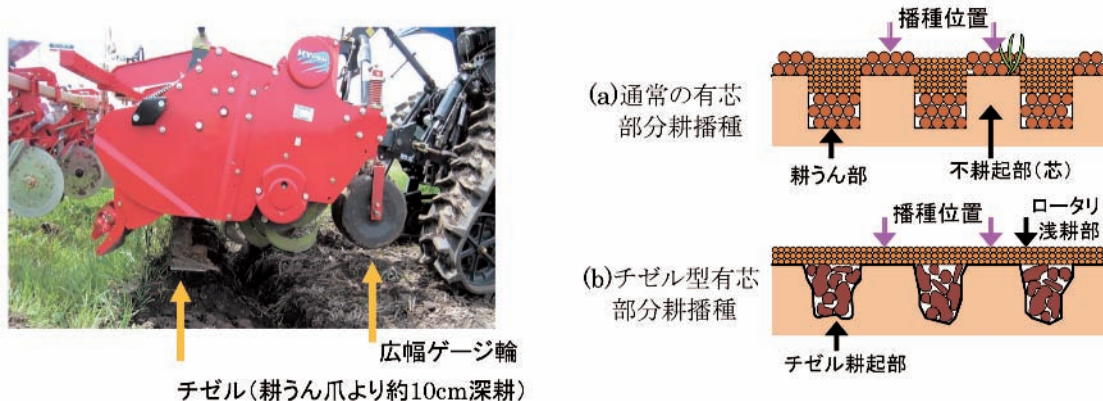 広幅ゲージ輪
チゼル(耕うん爪より約10cm深耕)
播種位置
(a)通常の有芯
部分耕播種
耕うん部
不耕起部(芯)
播種位置
ロータリ
浅耕部
(b)チゼル型有芯
部分耕播種
チゼル耕起部